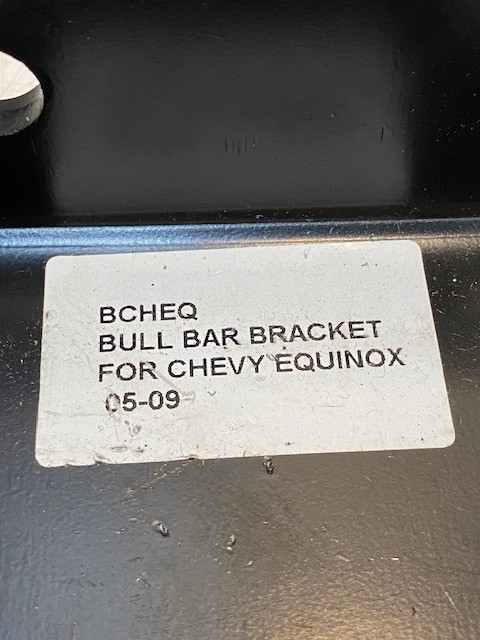 BCHEQ
BULL BAR BRACKET
FOR CHEVY EQUINOX
05-09